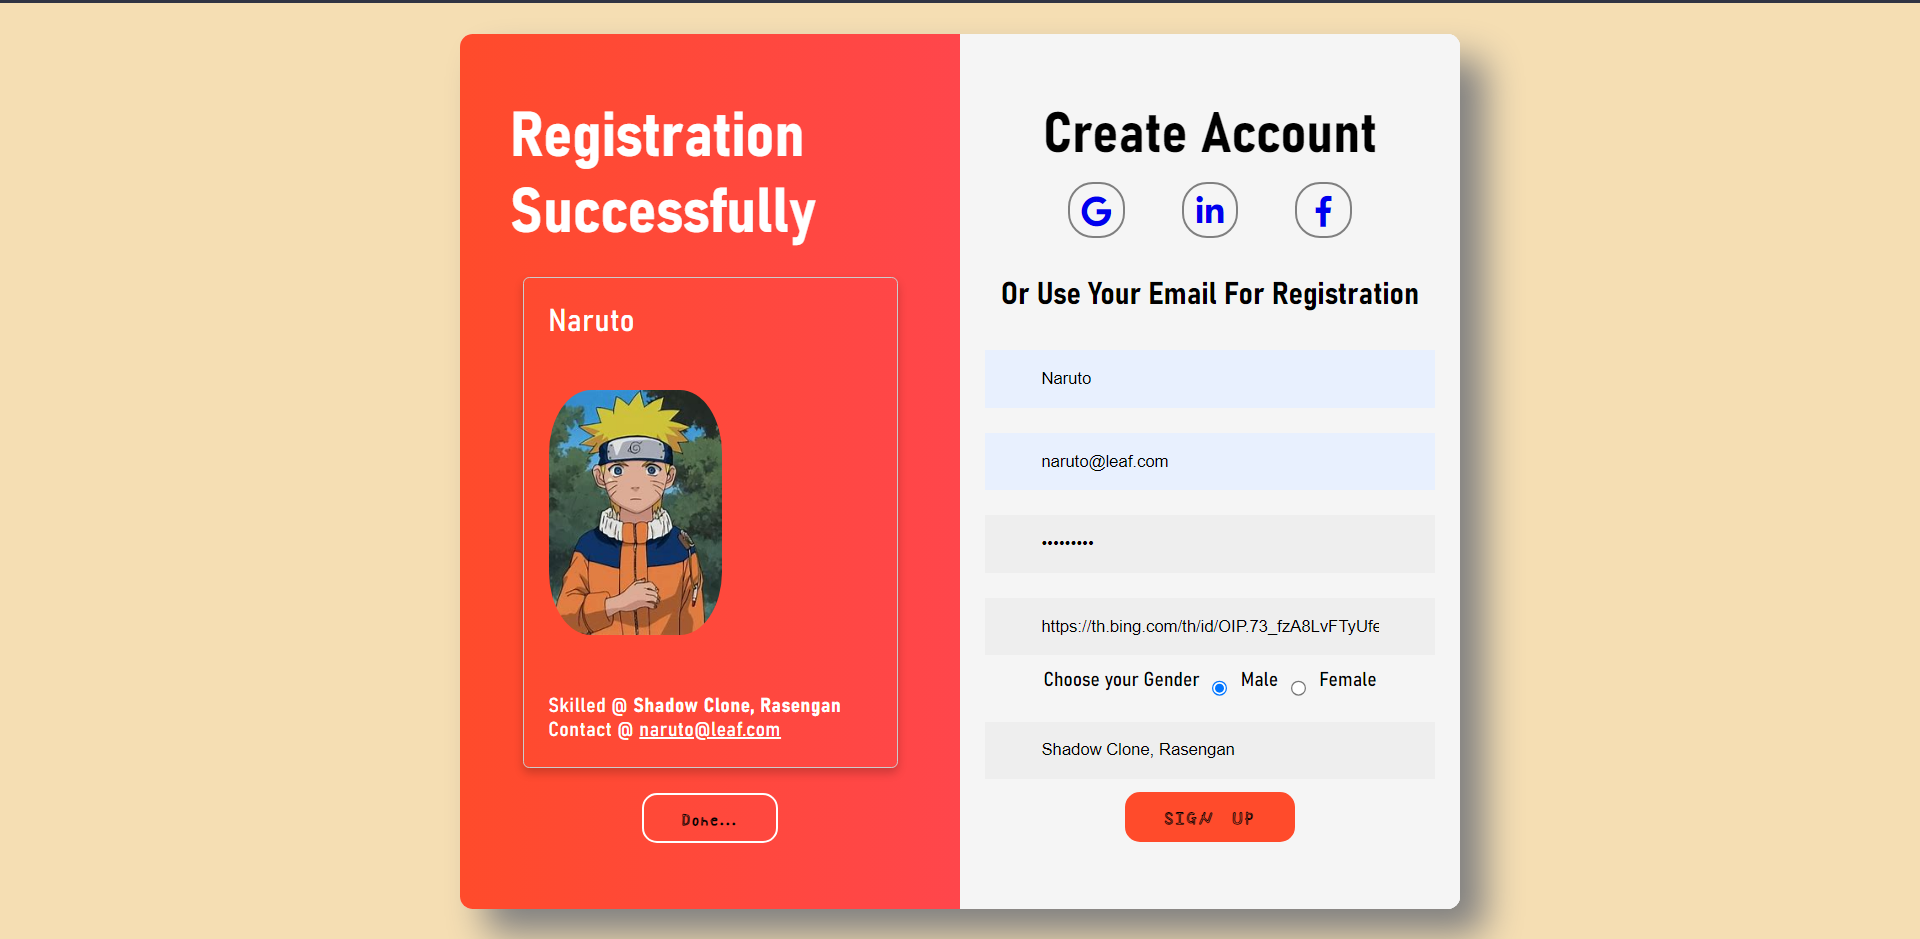 Registration
Successfully
Naruto
Skilled @ Shadow Clone, Rasengan
Contact @ naruto@leaf.com
Done...
Create Account
G
in
f
Or Use Your Email For Registration
Naruto
naruto@leaf.com
•••••••••
https://th.bing.com/th/id/OIP.73_fzA8LvFTyUfe
Choose your Gender Male Female
Shadow Clone, Rasengan
SIGN UP